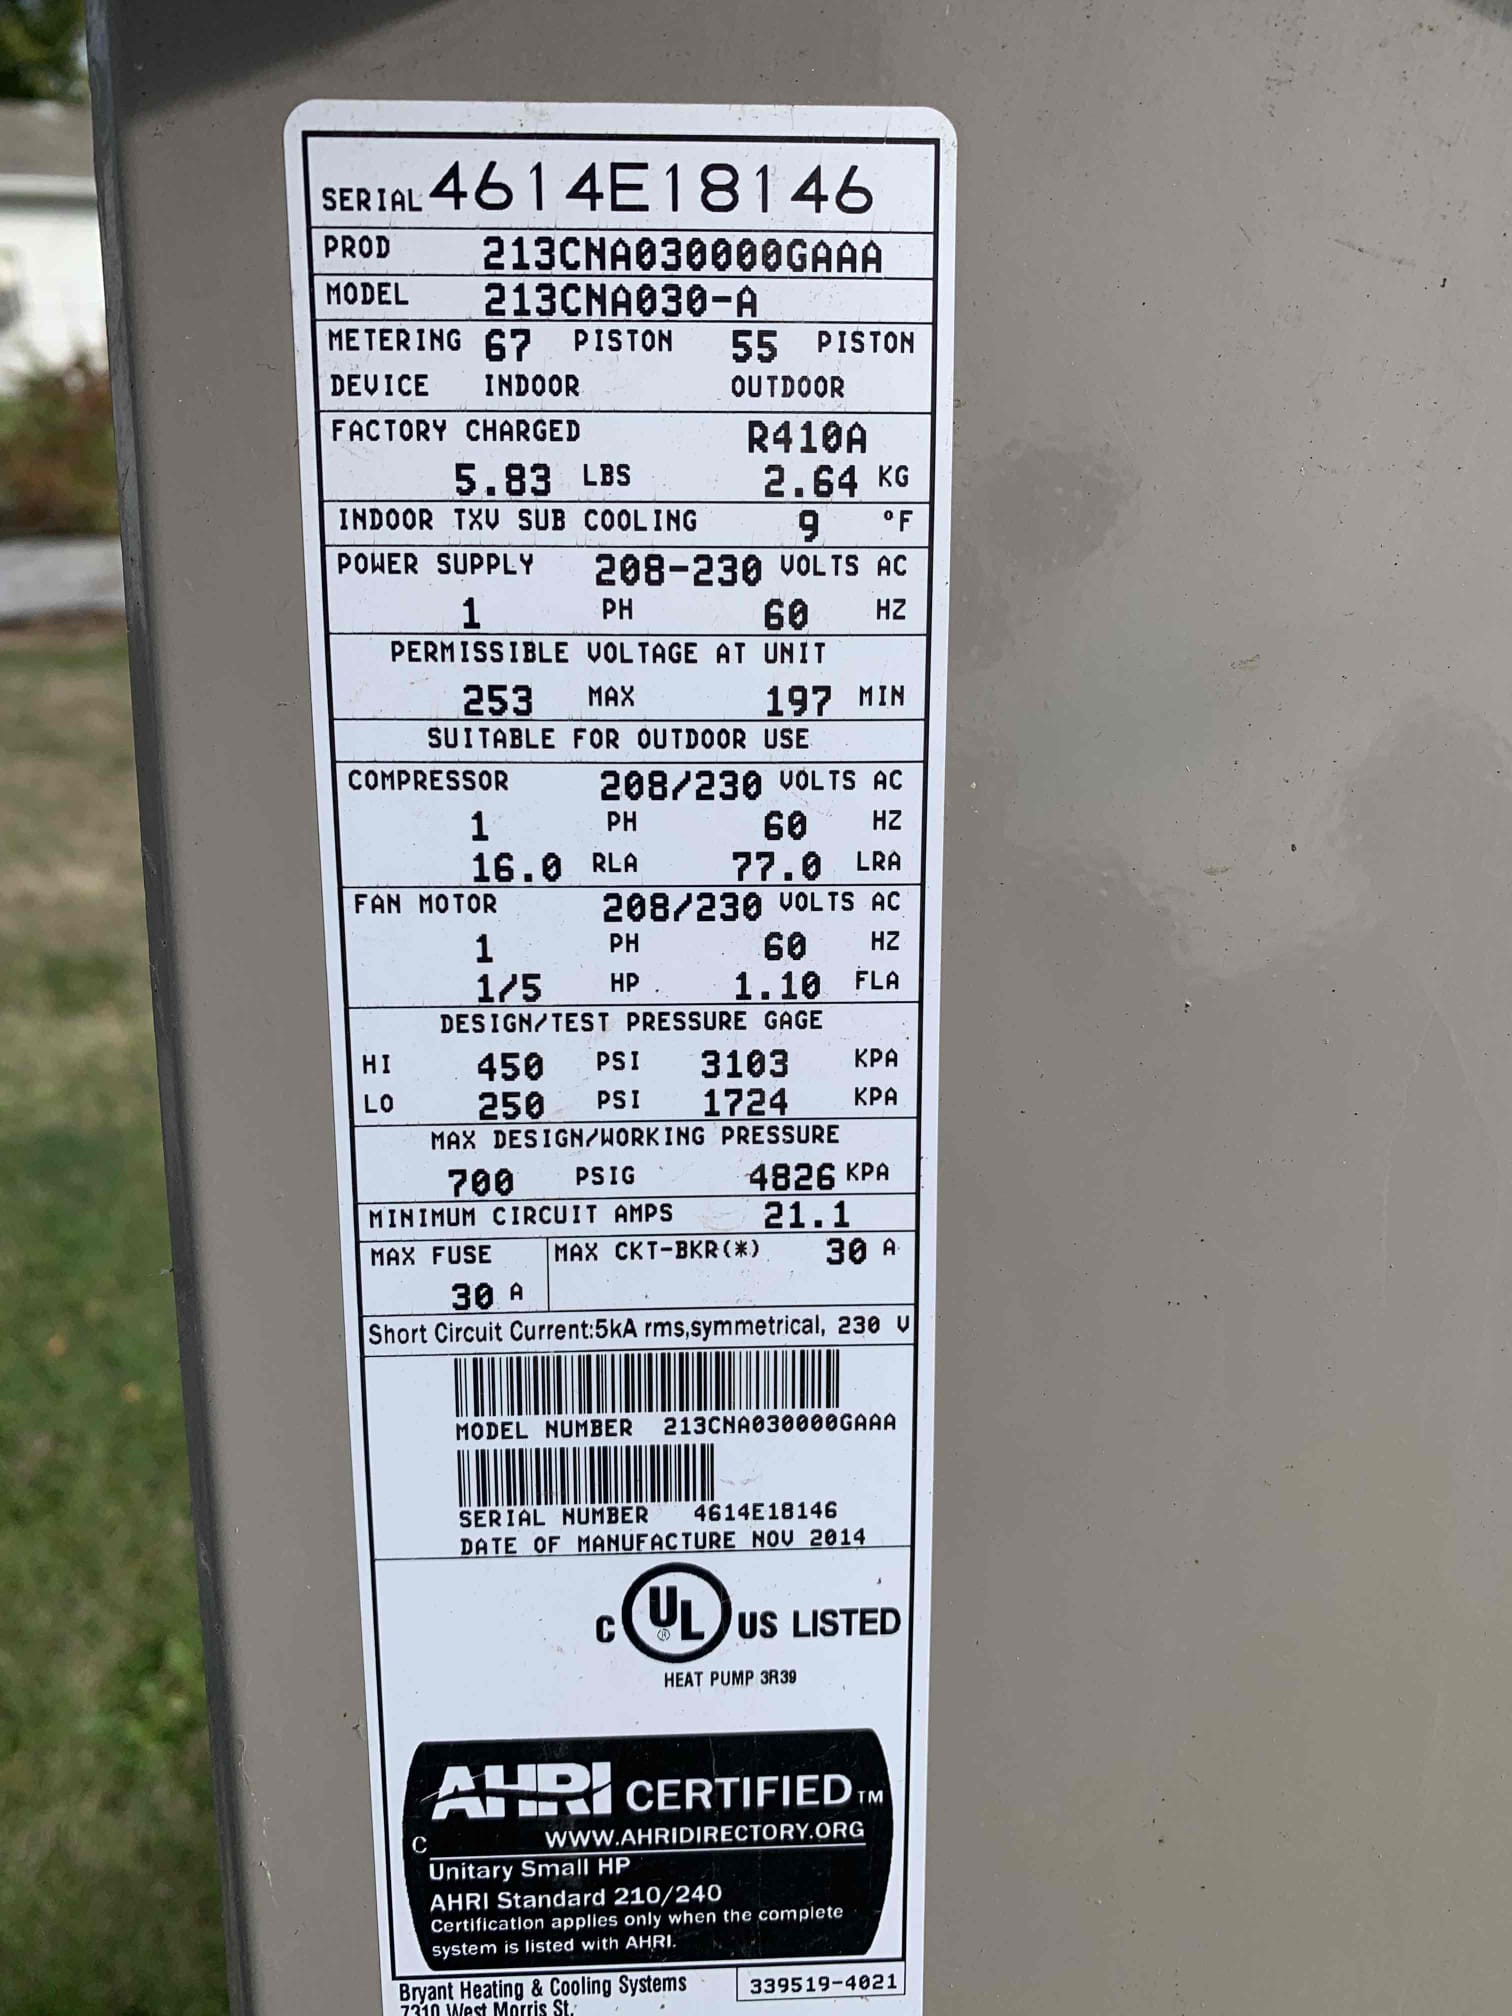 SERIAL 4614E18146
PROD 213CNA030000GAAA
MODEL 213CNA030-A
METERING 67 PISTON 55 PISTON
DEVICE INDOOR OUTDOOR
FACTORY CHARGED R410A
5.83 LBS 2.64 KG
INDOOR TXV SUB COOLING 9 °F
POWER SUPPLY 208-230 VOLTS AC
1 PH 60 HZ
PERMISSIBLE VOLTAGE AT UNIT
253 MAX 197 MIN
SUITABLE FOR OUTDOOR USE
COMPRESSOR 208/230 VOLTS AC
1 PH 60 HZ
16.0 RLA 77.0 LRA
FAN MOTOR 208/230 VOLTS AC
1 PH 60 HZ
1/5 HP 1.10 FLA
DESIGN/TEST PRESSURE GAGE
HI 450 PSI 3103 KPA
LO 250 PSI 1724 KPA
MAX DESIGN/WORKING PRESSURE
700 PSIG 4826 KPA
MINIMUM CIRCUIT AMPS 21.1
MAX FUSE MAX CKT-BKR(*) 30 A
30 A
Short Circuit Current:5kA rms,symmetrical, 230 V
MODEL NUMBER 213CNA030000GAAA
SERIAL NUMBER 4614E18146
DATE OF MANUFACTURE NOV 2014
C UL ® US LISTED
HEAT PUMP 3R39
AHRI CERTIFIED TM
C WWW.AHRIDIRECTORY.ORG
Unitary Small HP
AHRI Standard 210/240
Certification applies only when the complete
system is listed with AHRI.
Bryant Heating & Cooling Systems 339519-4021
7310 West Morris St.